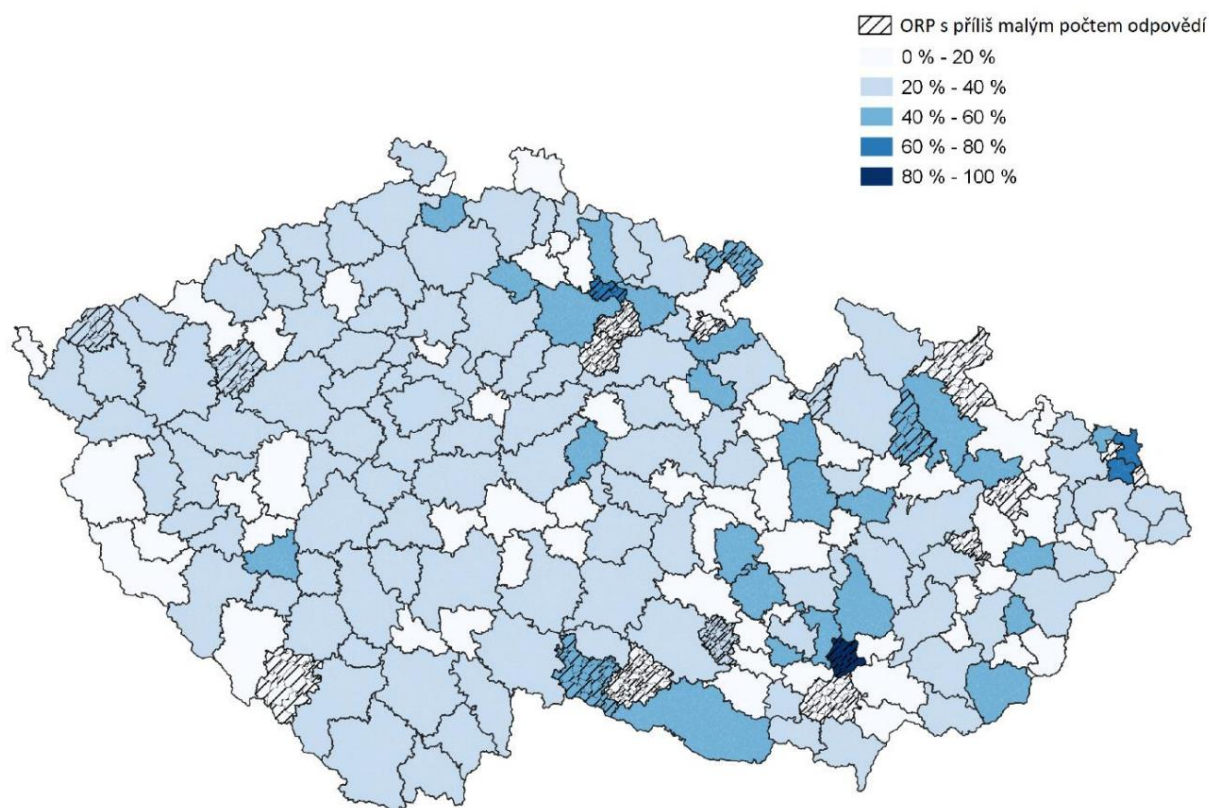 ORP s příliš malým počtem odpovědí
0 % - 20 %
20 % - 40 %
40 % - 60 %
60 % - 80 %
80 % - 100 %